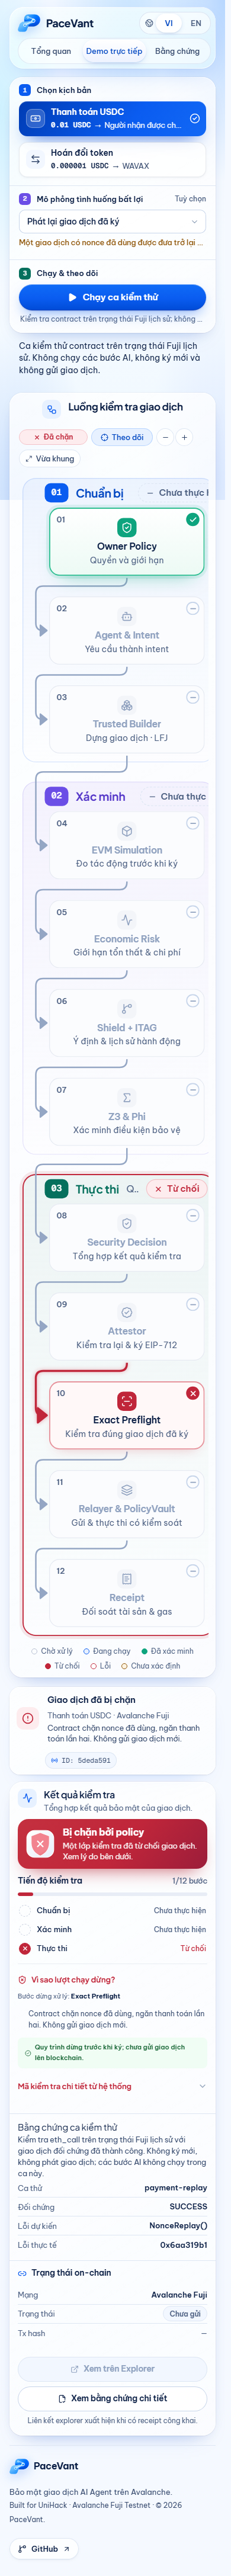 PaceVant
VI EN
Tổng quan Demo trực tiếp Bằng chứng
1 Chọn kịch bản
Thanh toán USDC
0.01 USDC → Người nhận được ch…
Hoán đổi token
0.000001 USDC → WAVAX
2 Mô phỏng tình huống bất lợi Tuỳ chọn
Phát lại giao dịch đã ký
Một giao dịch có nonce đã dùng được đưa trở lại …
3 Chạy & theo dõi
Chạy ca kiểm thử
Kiểm tra contract trên trạng thái Fuji lịch sử; không …
Ca kiểm thử contract trên trạng thái Fuji lịch
sử. Không chạy các bước AI, không ký mới và
không gửi giao dịch.
Luồng kiểm tra giao dịch
Đã chặn Theo dõi − +
Vừa khung
01 Chuẩn bị — Chưa thực h
01
Owner Policy
Quyền và giới hạn
02
Agent & Intent
Yêu cầu thành intent
03
Trusted Builder
Dựng giao dịch · LFJ
02 Xác minh — Chưa thực
04
EVM Simulation
Đo tác động trước khi ký
05
Economic Risk
Giới hạn tổn thất & chi phí
06
Shield + ITAG
Ý định & lịch sử hành động
07
Z3 & Phi
Xác minh điều kiện bảo vệ
03 Thực thi Q… Từ chối
08
Security Decision
Tổng hợp kết quả kiểm tra
09
Attestor
Kiểm tra lại & ký EIP-712
10
Exact Preflight
Kiểm tra đúng giao dịch đã ký
11
Relayer & PolicyVault
Gửi & thực thi có kiểm soát
12
Receipt
Đối soát tài sản & gas
Chờ xử lý Đang chạy Đã xác minh
Từ chối Lỗi Chưa xác định
Giao dịch đã bị chặn
Thanh toán USDC · Avalanche Fuji
Contract chặn nonce đã dùng, ngăn thanh
toán lần hai. Không gửi giao dịch mới.
ID: 5deda591
Kết quả kiểm tra
Tổng hợp kết quả bảo mật của giao dịch.
Bị chặn bởi policy
Một lớp kiểm tra đã từ chối giao dịch.
Xem lý do bên dưới.
Tiến độ kiểm tra 1/12 bước
Chuẩn bị Chưa thực hiện
Xác minh Chưa thực hiện
Thực thi Từ chối
Vì sao lượt chạy dừng?
Bước dừng xử lý: Exact Preflight
Contract chặn nonce đã dùng, ngăn thanh toán lần
hai. Không gửi giao dịch mới.
Quy trình dừng trước khi ký; chưa gửi giao dịch
lên blockchain.
Mã kiểm tra chi tiết từ hệ thống
Bằng chứng ca kiểm thử
Kiểm tra eth_call trên trạng thái Fuji lịch sử với
giao dịch đối chứng đã thành công. Không ký mới,
không phát giao dịch; các bước AI không chạy trong
ca này.
Ca thử payment-replay
Đối chứng SUCCESS
Lỗi dự kiến NonceReplay()
Lỗi thực tế 0x6aa319b1
Trạng thái on-chain
Mạng Avalanche Fuji
Trạng thái Chưa gửi
Tx hash —
Xem trên Explorer
Xem bằng chứng chi tiết
Liên kết explorer xuất hiện khi có receipt công khai.
PaceVant
Bảo mật giao dịch AI Agent trên Avalanche.
Built for UniHack · Avalanche Fuji Testnet · © 2026
PaceVant.
GitHub